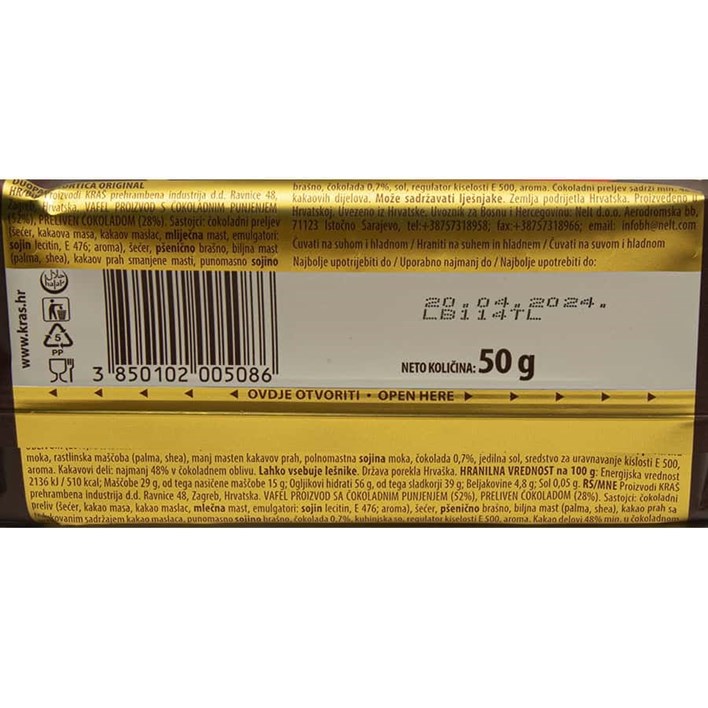 TORTICA ORIGINAL
Proizvodi KRAŠ prehrambena industrija d.d. Ravnice 48,
Hrvatska. VAFEL PROIZVOD S ČOKOLADNIM PUNJENJEM
(52%), PRELIVEN ČOKOLADOM (28%). Sastojci: čokoladni preljev
(šećer, kakaova masa, kakaov maslac, mliječna mast, emulgatori:
sojin lecitin, E 476; aroma), šećer, pšenično brašno, biljna mast
(palma, shea), kakaov prah smanjene masti, punomasno sojino
brašno, čokolada 0,7%, sol, regulator kiselosti E 500, aroma. Čokoladni preljev sadrži min.
kakaovih dijelova. Može sadržavati lješnjake. Zemlja podrijetla Hrvatska. Proizvedeno u
Hrvatskoj. Uvezeno iz Hrvatske. Uvoznik za Bosnu i Hercegovinu: Nelt d.o.o. Aerodromska bb,
71123 Istočno Sarajevo, tel:+38757318958; fax:+38757318966; email: infobh@nelt.com
Čuvati na suhom i hladnom / Hraniti na suhem in hladnem / Čuvati na suvom i hladnom
Najbolje upotrijebiti do / Uporabno najmanj do / Najbolje upotrebiti do:
www.kras.hr
halal
5
PP
3 850102 005086
20.04.2024.
LB114TL
NETO KOLIČINA: 50 g
OVDJE OTVORITI • OPEN HERE
moka, rastlinska maščoba (palma, shea), manj masten kakavov prah, polnomastna sojina moka, čokolada 0,7%, jedilna sol, sredstvo za uravnavanje kislosti E 500,
aroma. Kakavovi deli: najmanj 48% v čokoladnem oblivu. Lahko vsebuje lešnike. Država porekla Hrvaška. HRANILNA VREDNOST na 100 g: Energijska vrednost
2136 kJ / 510 kcal; Maščobe 29 g, od tega nasičene maščobe 15 g; Ogljikovi hidrati 56 g, od tega sladkorji 39 g; Beljakovine 4,8 g; Sol 0,05 g. RS/MNE Proizvodi KRAŠ
prehrambena industrija d.d. Ravnice 48, Zagreb, Hrvatska. VAFEL PROIZVOD SA ČOKOLADNIM PUNJENJEM (52%), PRELIVEN ČOKOLADOM (28%). Sastojci: čokoladni
preliv (šećer, kakao masa, kakao maslac, mlečna mast, emulgatori: sojin lecitin, E 476; aroma), šećer, pšenično brašno, biljna mast (palma, shea), kakao prah sa
kovanim sadržajem kakao maslaca, punomasno sojino brašno, čokolada 0,7%, kuhinjska so, regulator kiselosti E 500, aroma. Kakao delovi 48% min. u čokoladnom